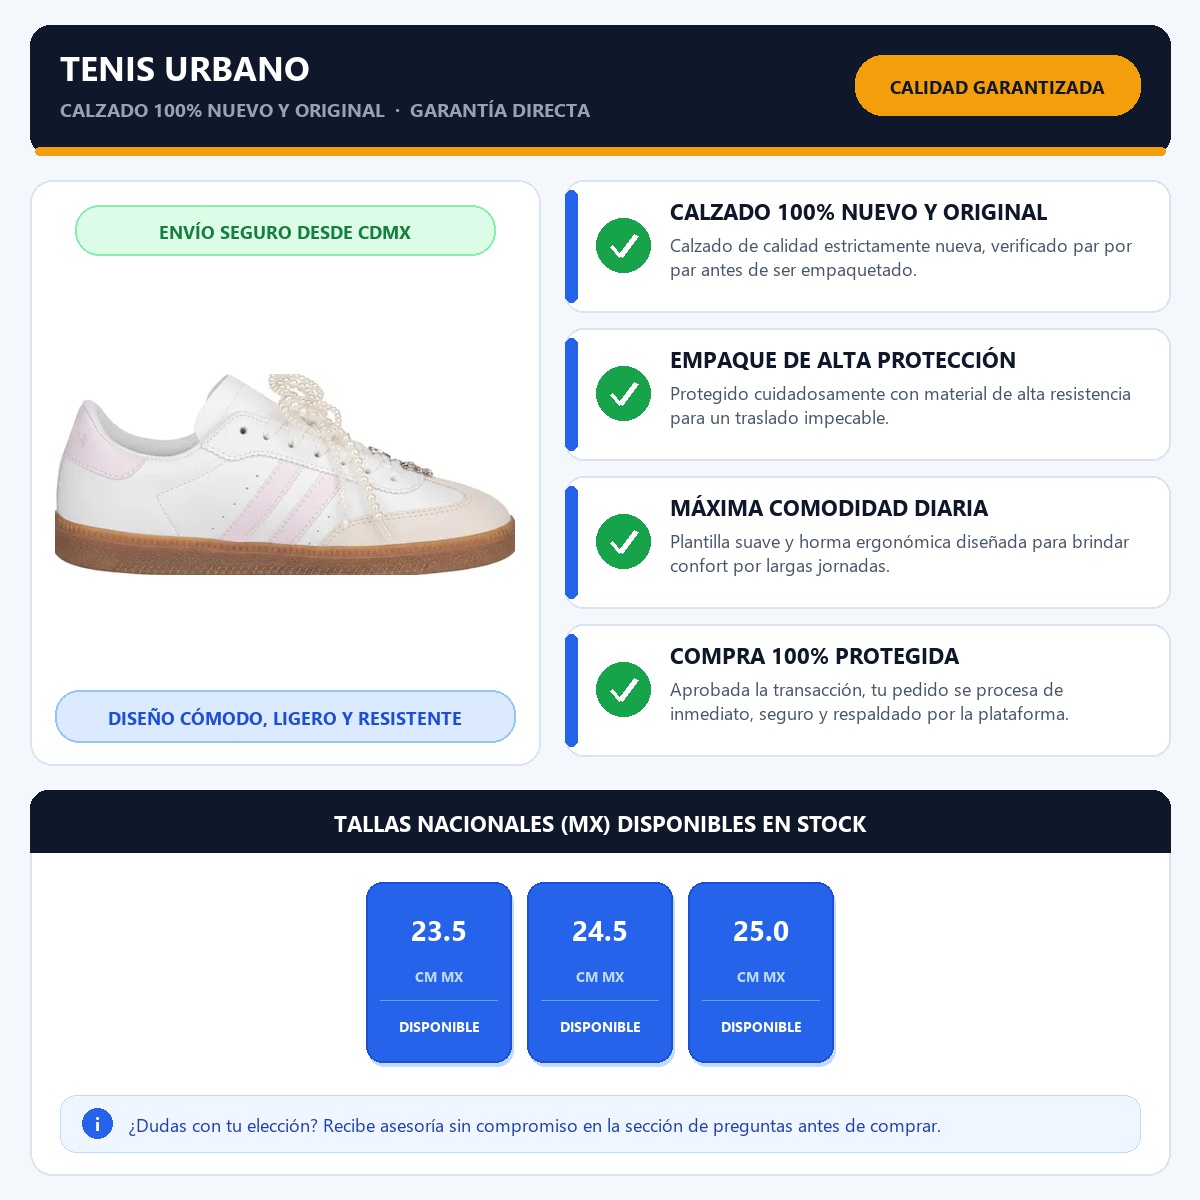 TENIS URBANO
CALZADO 100% NUEVO Y ORIGINAL · GARANTÍA DIRECTA
CALIDAD GARANTIZADA
ENVÍO SEGURO DESDE CDMX
DISEÑO CÓMODO, LIGERO Y RESISTENTE
CALZADO 100% NUEVO Y ORIGINAL
Calzado de calidad estrictamente nueva, verificado par por
par antes de ser empaquetado.
EMPAQUE DE ALTA PROTECCIÓN
Protegido cuidadosamente con material de alta resistencia
para un traslado impecable.
MÁXIMA COMODIDAD DIARIA
Plantilla suave y horma ergonómica diseñada para brindar
confort por largas jornadas.
COMPRA 100% PROTEGIDA
Aprobada la transacción, tu pedido se procesa de
inmediato, seguro y respaldado por la plataforma.
TALLAS NACIONALES (MX) DISPONIBLES EN STOCK
23.5
CM MX
DISPONIBLE
24.5
CM MX
DISPONIBLE
25.0
CM MX
DISPONIBLE
¿Dudas con tu elección? Recibe asesoría sin compromiso en la sección de preguntas antes de comprar.